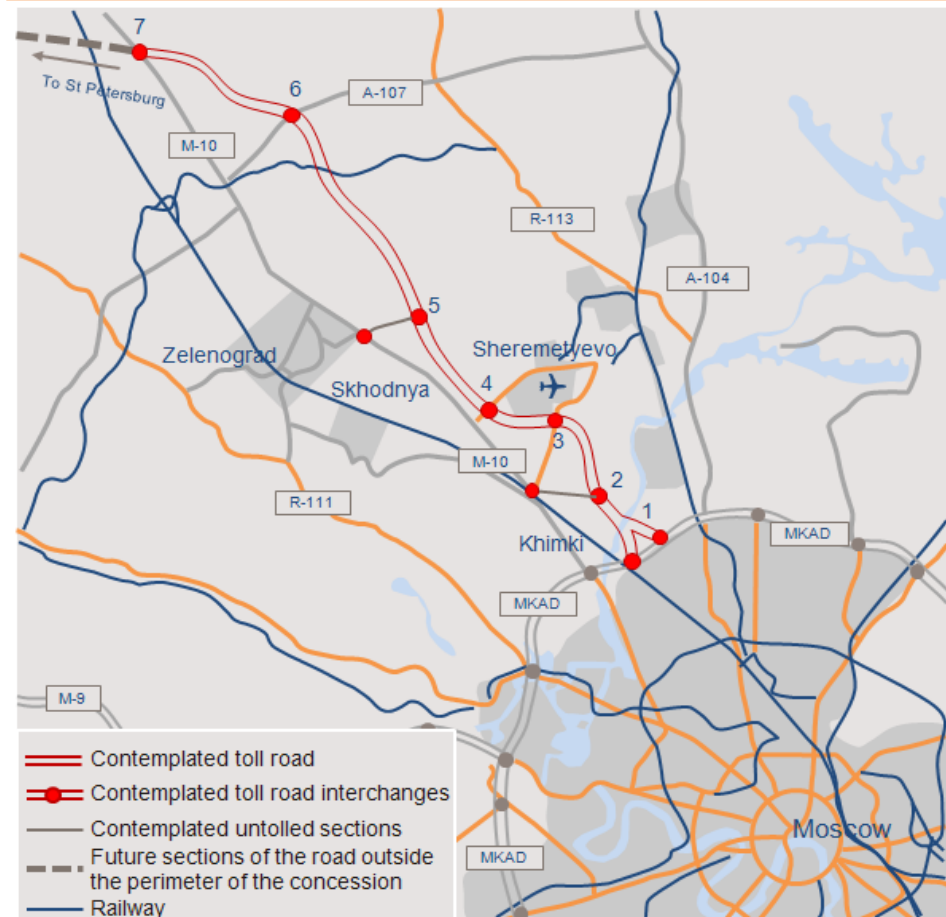 7
To St Petersburg
6
A-107
M-10
R-113
A-104
5
Zelenograd
Sheremetyevo
Skhodnya
4
3
M-10
2
R-111
1
Khimki
MKAD
MKAD
M-9
Contemplated toll road
Contemplated toll road interchanges
Contemplated untolled sections
Future sections of the road outside
the perimeter of the concession
Railway
Moscow
MKAD